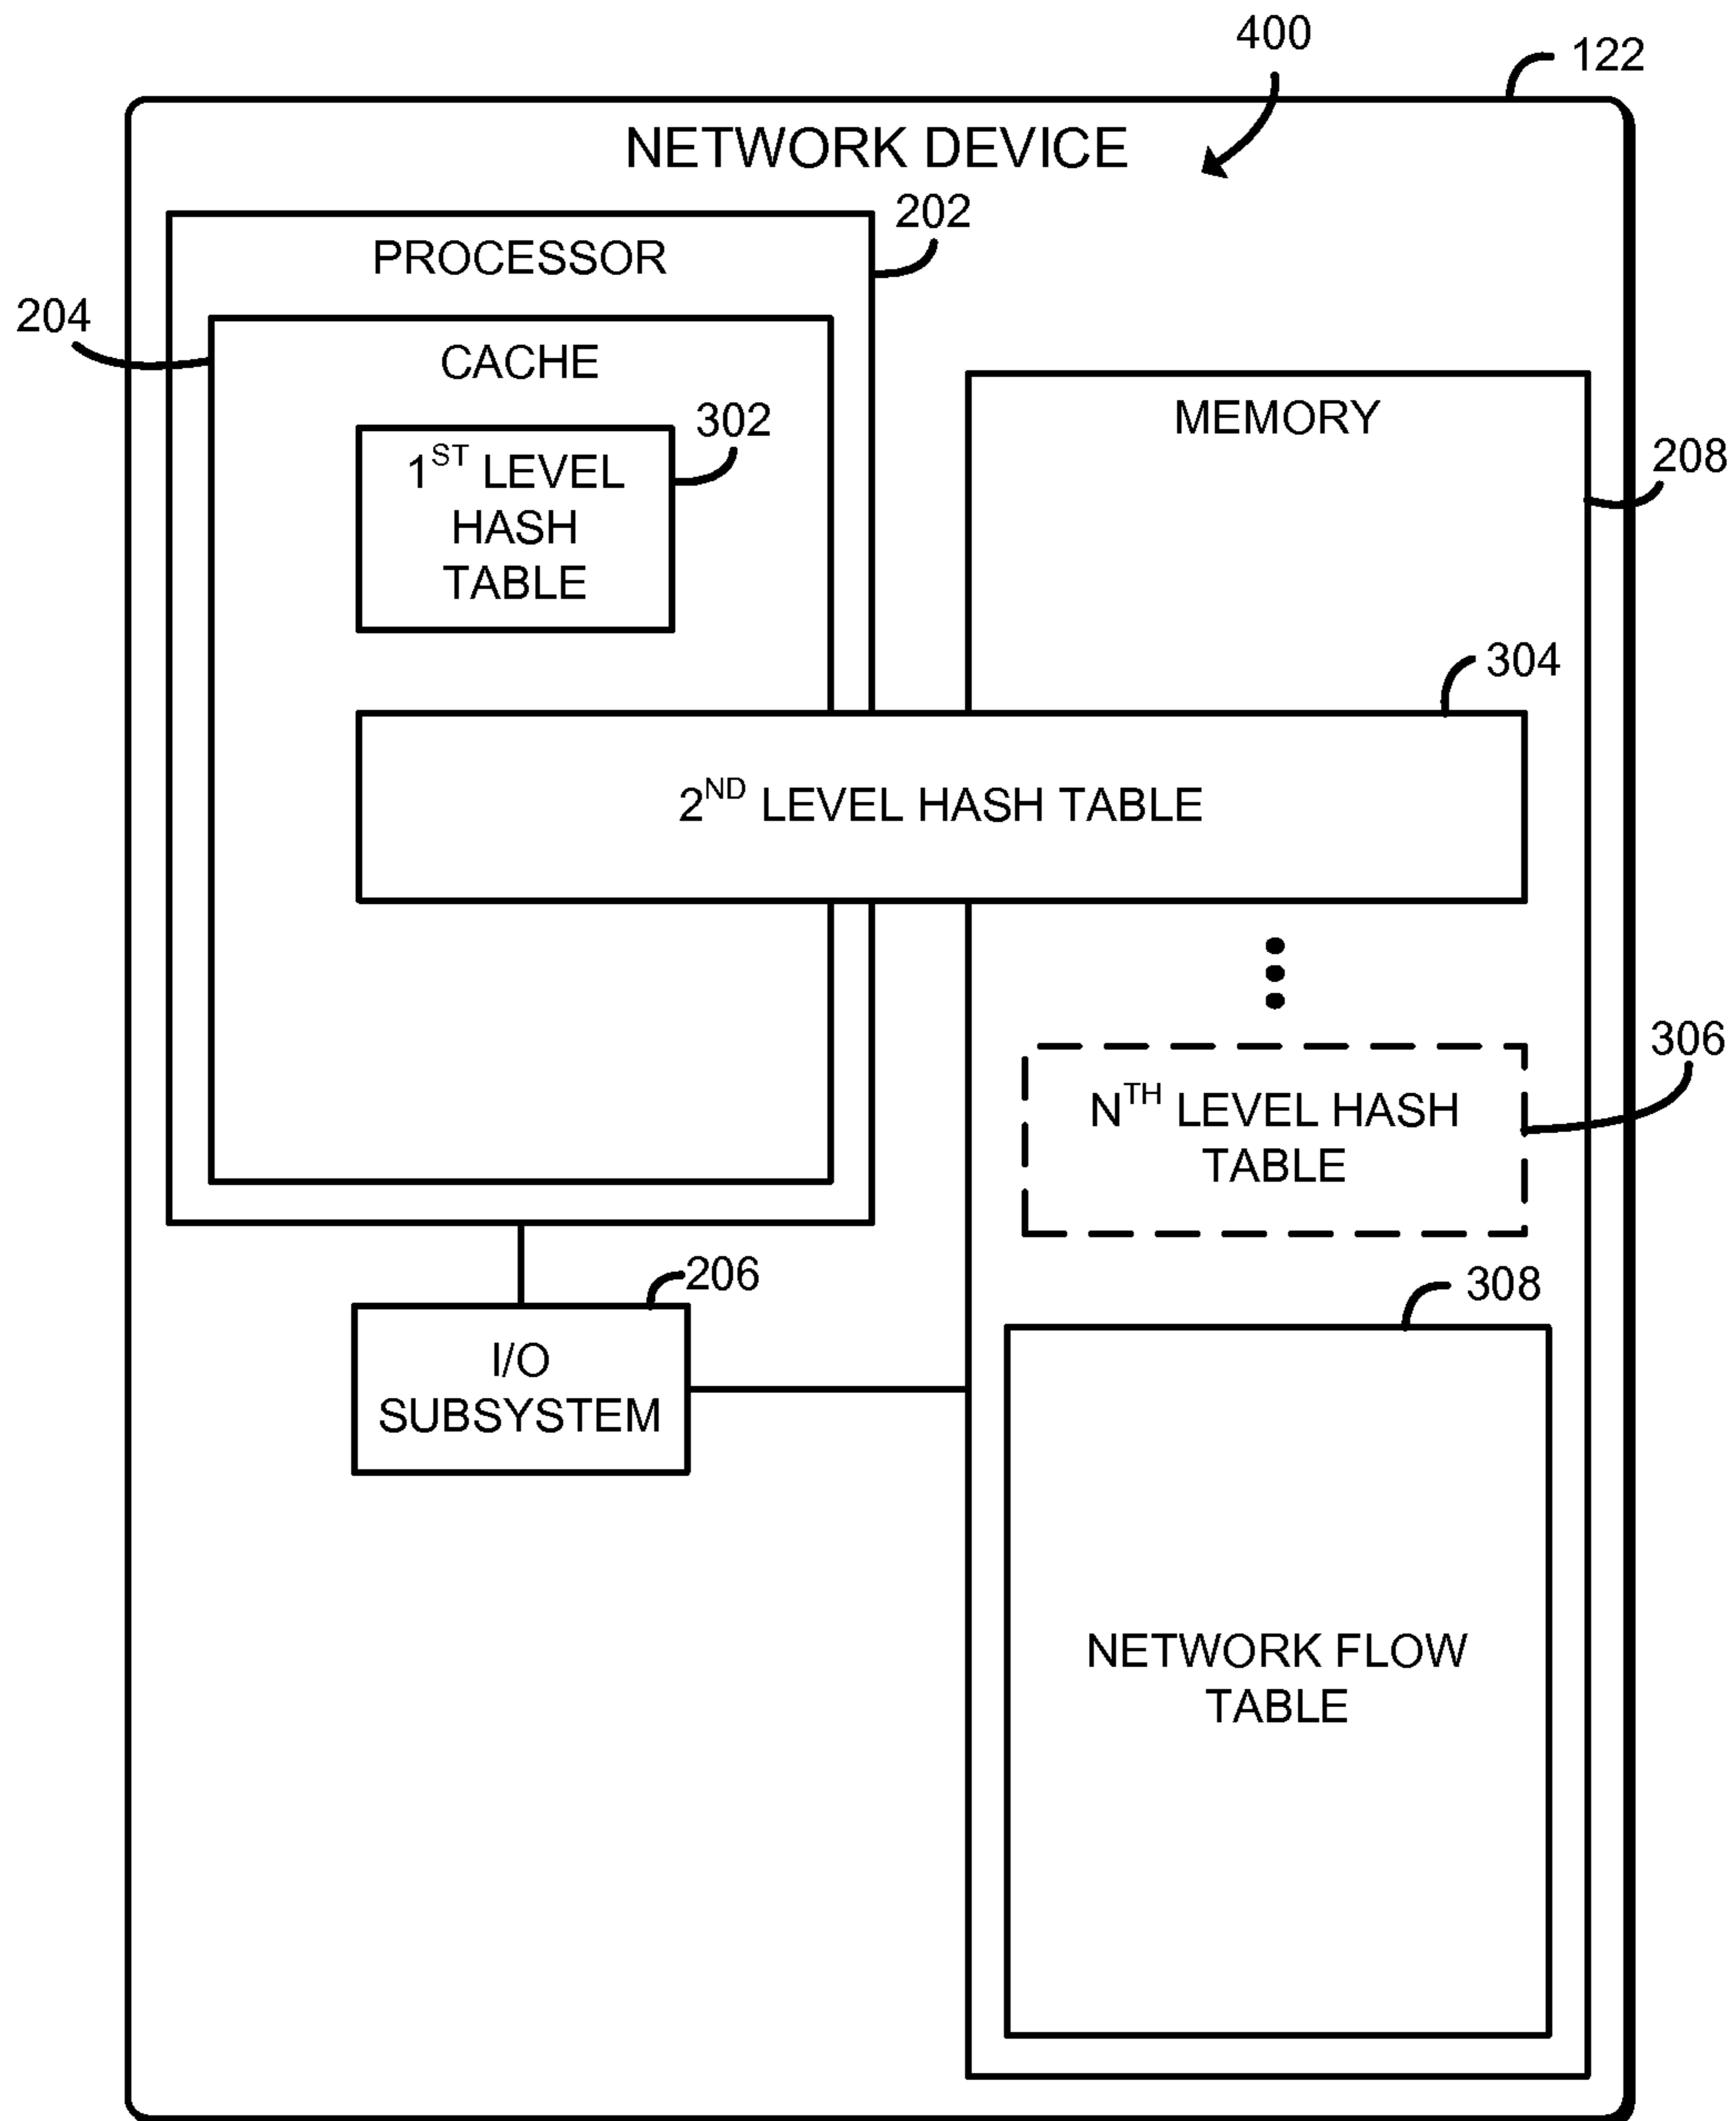 400
122
NETWORK DEVICE
202
PROCESSOR
204
CACHE
302
MEMORY
208
1ST LEVEL
HASH
TABLE
304
2ND LEVEL HASH TABLE
306
NTH LEVEL HASH
TABLE
206
308
I/O
SUBSYSTEM
NETWORK FLOW
TABLE